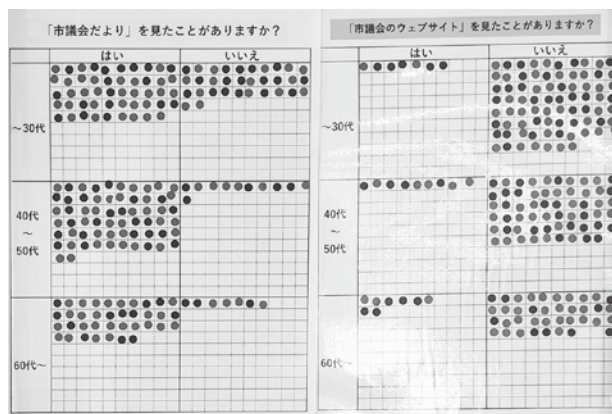 「市議会だより」を見たことがありますか?
はい
いいえ
～30代
40代
～
50代
60代～
「市議会のウェブサイト」を見たことがありますか?
はい
いいえ
～30代
40代
～
50代
60代～